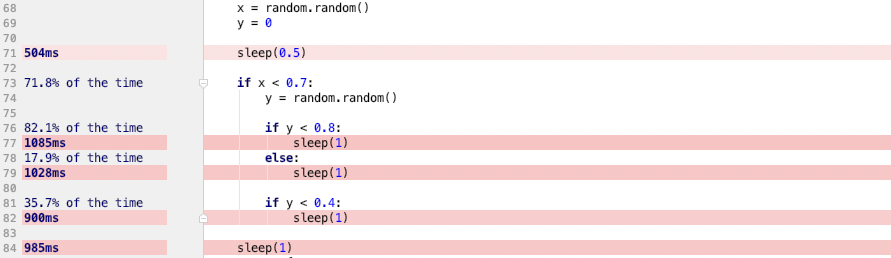 68 x = random.random()
69 y = 0
70
71 504ms sleep(0.5)
72
73 71.8% of the time if x < 0.7:
74 y = random.random()
75
76 82.1% of the time if y < 0.8:
77 1085ms sleep(1)
78 17.9% of the time else:
79 1028ms sleep(1)
80
81 35.7% of the time if y < 0.4:
82 900ms sleep(1)
83
84 985ms sleep(1)